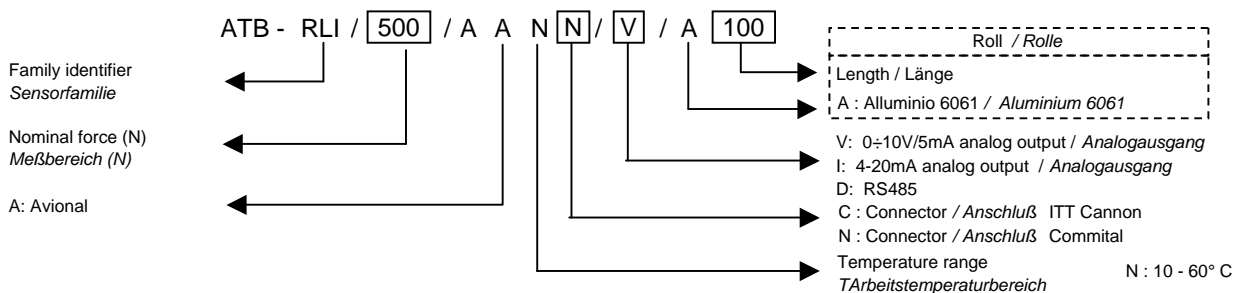 ATB - RLI / 500 / A A N N / V / A 100
Roll / Rolle
Family identifier
Sensorfamilie
Length / Länge
A : Alluminio 6061 / Aluminium 6061
Nominal force (N)
Meßbereich (N)
V: 0÷10V/5mA analog output / Analogausgang
I: 4-20mA analog output / Analogausgang
D: RS485
A: Avional
C : Connector / Anschluß ITT Cannon
N : Connector / Anschluß Commital
Temperature range N : 10 - 60° C
TArbeitstemperaturbereich